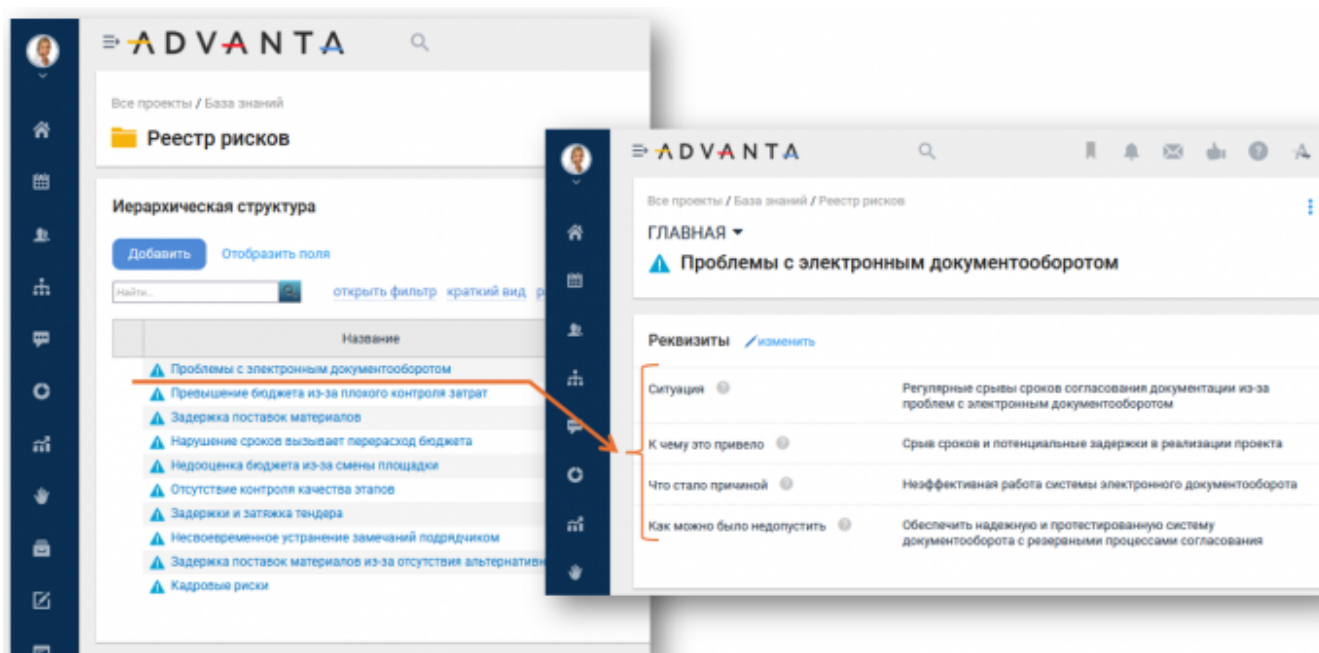 ADVANTA
Все проекты / База знаний
Реестр рисков
Иерархическая структура
Добавить Отобразить поля
Найти... открыть фильтр краткий вид
Название
Проблемы с электронным документооборотом
Превышение бюджета из-за плохого контроля затрат
Задержка поставок материалов
Нарушение сроков вызывает перерасход бюджета
Недооценка бюджета из-за смены площадки
Отсутствие контроля качества этапов
Задержки и затяжка тендера
Несвоевременное устранение замечаний подрядчиком
Задержка поставок материалов из-за отсутствия
Кадровые риски
ADVANTA
Все проекты / База знаний / Реестр рисков
ГЛАВНАЯ
Проблемы с электронным документооборотом
Реквизиты изменить
Ситуация Регулярные срывы сроков согласования документации из-за
проблем с электронным документооборотом
К чему это привело Срыв сроков и потенциальные задержки в реализации проекта
Что стало причиной Неэффективная работа системы электронного документооборота
Как можно было недопустить Обеспечить надежную и протестированную систему
документооборота с резервными процессами согласования